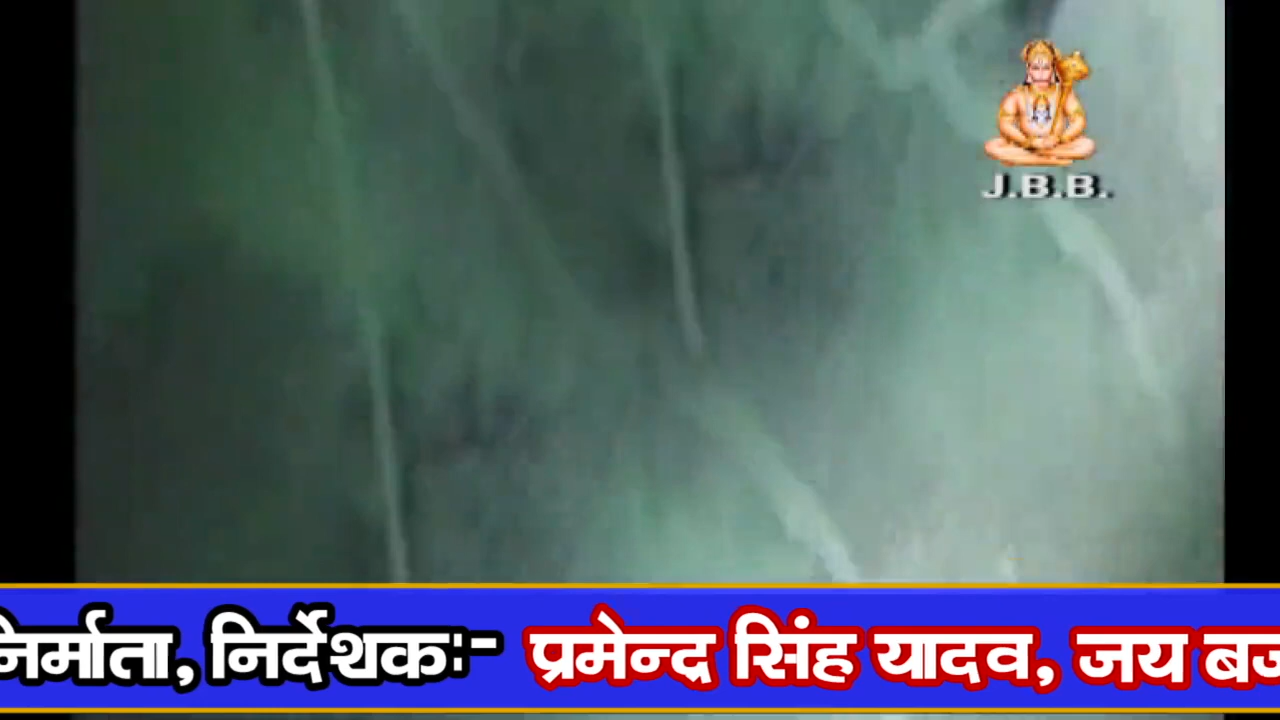 J.B.B.
निर्माता, निर्देशकः- प्रमेन्द्र सिंह यादव, जय